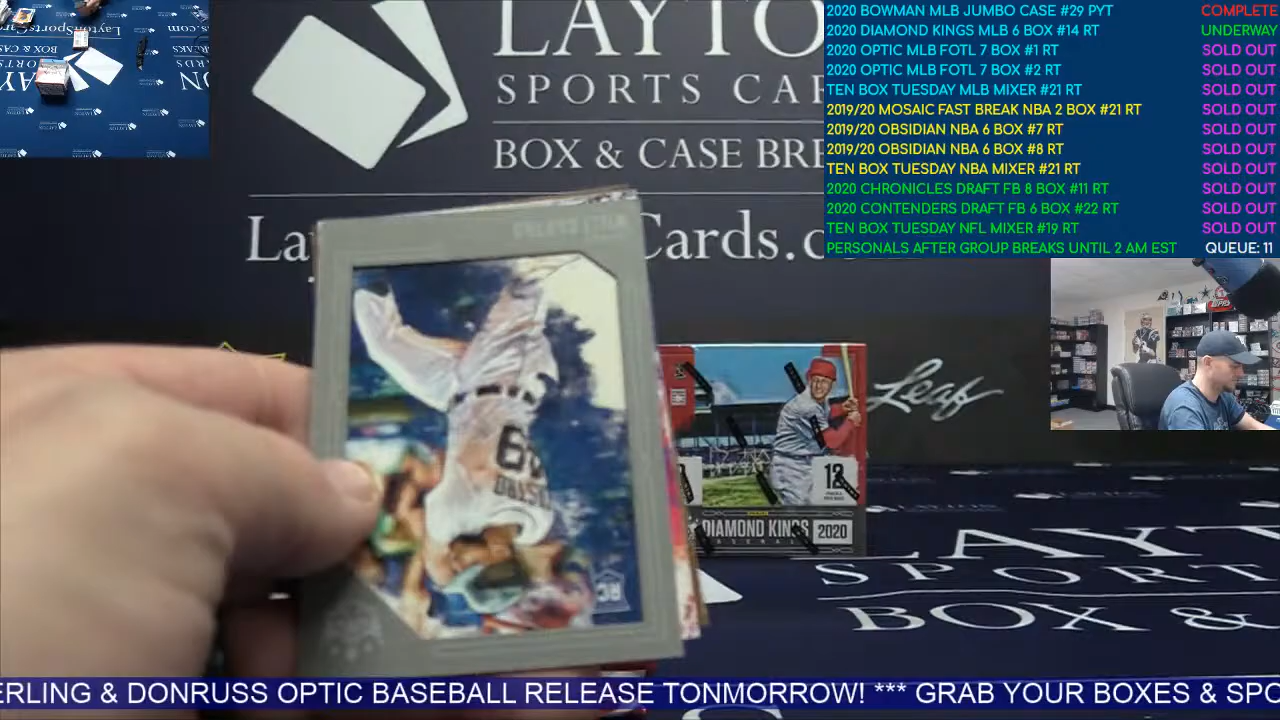 2020 BOWMAN MLB JUMBO CASE #29 PYT COMPLETE
2020 DIAMOND KINGS MLB 6 BOX #14 RT UNDERWAY
2020 OPTIC MLB FOTL 7 BOX #1 RT SOLD OUT
2020 OPTIC MLB FOTL 7 BOX #2 RT SOLD OUT
TEN BOX TUESDAY MLB MIXER #21 RT SOLD OUT
2019/20 MOSAIC FAST BREAK NBA 2 BOX #21 RT SOLD OUT
2019/20 OBSIDIAN NBA 6 BOX #7 RT SOLD OUT
2019/20 OBSIDIAN NBA 6 BOX #8 RT SOLD OUT
TEN BOX TUESDAY NBA MIXER #21 RT SOLD OUT
2020 CHRONICLES DRAFT FB 8 BOX #11 RT SOLD OUT
2020 CONTENDERS DRAFT FB 6 BOX #22 RT SOLD OUT
TEN BOX TUESDAY NFL MIXER #19 RT SOLD OUT
PERSONALS AFTER GROUP BREAKS UNTIL 2 AM EST QUEUE: 11
LAYTO
SPORTS CAR
BOX & CASE BRE
La
Cards.c
Leaf
12
DIAMOND KINGS 2020
BASEBALL
LAYT
SPORT
BOX &
ERLING & DONRUSS OPTIC BASEBALL RELEASE TONMORROW! *** GRAB YOUR BOXES & SPO